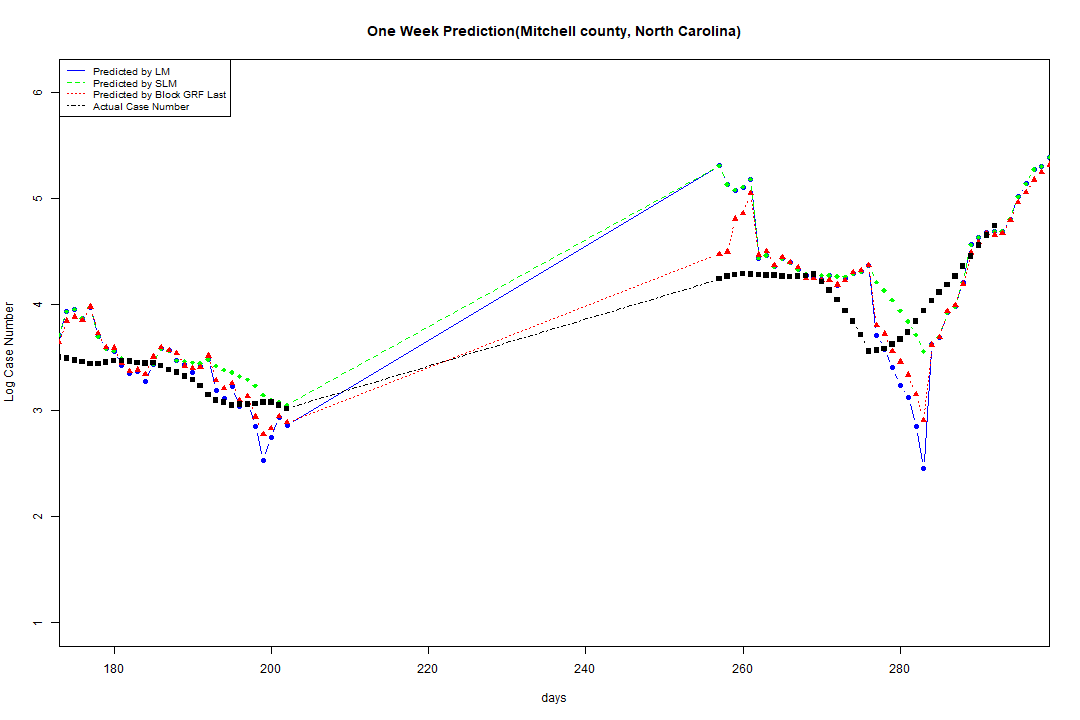 One Week Prediction(Mitchell county, North Carolina)
Predicted by LM
Predicted by SLM
Predicted by Block GRF Last
Actual Case Number
6
5
4
3
2
1
Log Case Number
180 200 220 240 260 280
days